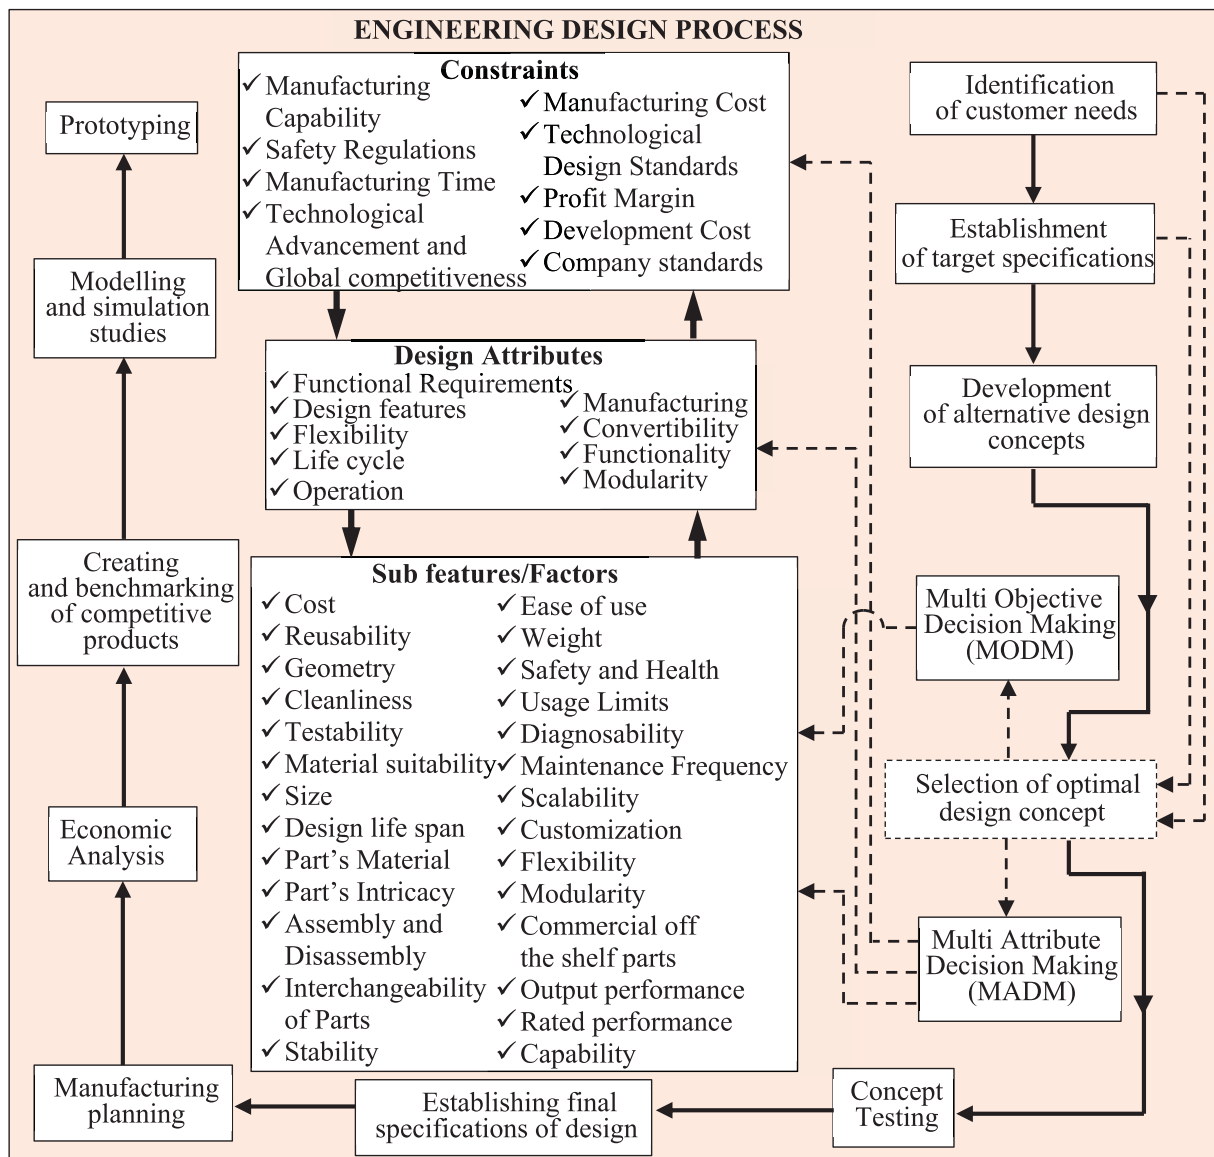 ENGINEERING DESIGN PROCESS
Constraints
✓ Manufacturing
Capability
✓ Safety Regulations
✓ Manufacturing Time
✓ Technological
Advancement and
Global competitiveness
✓ Manufacturing Cost
✓ Technological
Design Standards
✓ Profit Margin
✓ Development Cost
✓ Company standards
Design Attributes
✓ Functional Requirements
✓ Design features
✓ Flexibility
✓ Life cycle
✓ Operation
✓ Manufacturing
✓ Convertibility
✓ Functionality
✓ Modularity
Sub features/Factors
✓ Cost
✓ Reusability
✓ Geometry
✓ Cleanliness
✓ Testability
✓ Material suitability
✓ Size
✓ Design life span
✓ Part's Material
✓ Part's Intricacy
✓ Assembly and
Disassembly
✓ Interchangeability
of Parts
✓ Stability
✓ Ease of use
✓ Weight
✓ Safety and Health
✓ Usage Limits
✓ Diagnosability
✓ Maintenance Frequency
✓ Scalability
✓ Customization
✓ Flexibility
✓ Modularity
✓ Commercial off
the shelf parts
✓ Output performance
✓ Rated performance
✓ Capability
Identification
of customer needs
Establishment
of target specifications
Development
of alternative design
concepts
Multi Objective
Decision Making
(MODM)
Selection of optimal
design concept
Multi Attribute
Decision Making
(MADM)
Concept
Testing
Establishing final
specifications of design
Manufacturing
planning
Economic
Analysis
Creating
and benchmarking
of competitive
products
Modelling
and simulation
studies
Prototyping